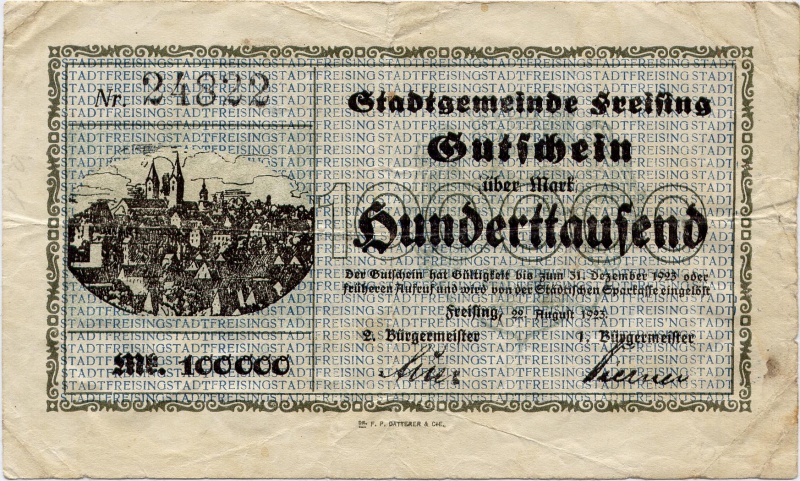 Nr. 24822
Stadtgemeinde Freising
Gutschein
über Mark
100000
Hunderttausend
Der Gutschein hat Gültigkeit bis zum 31. Dezember 1923 oder
früheren Aufruf und wird von der Städtischen Sparkasse eingelöst
Freising, 22. August 1923.
2. Bürgermeister 1. Bürgermeister
Mk. 100000
F. P. DATTERER & CIE.,